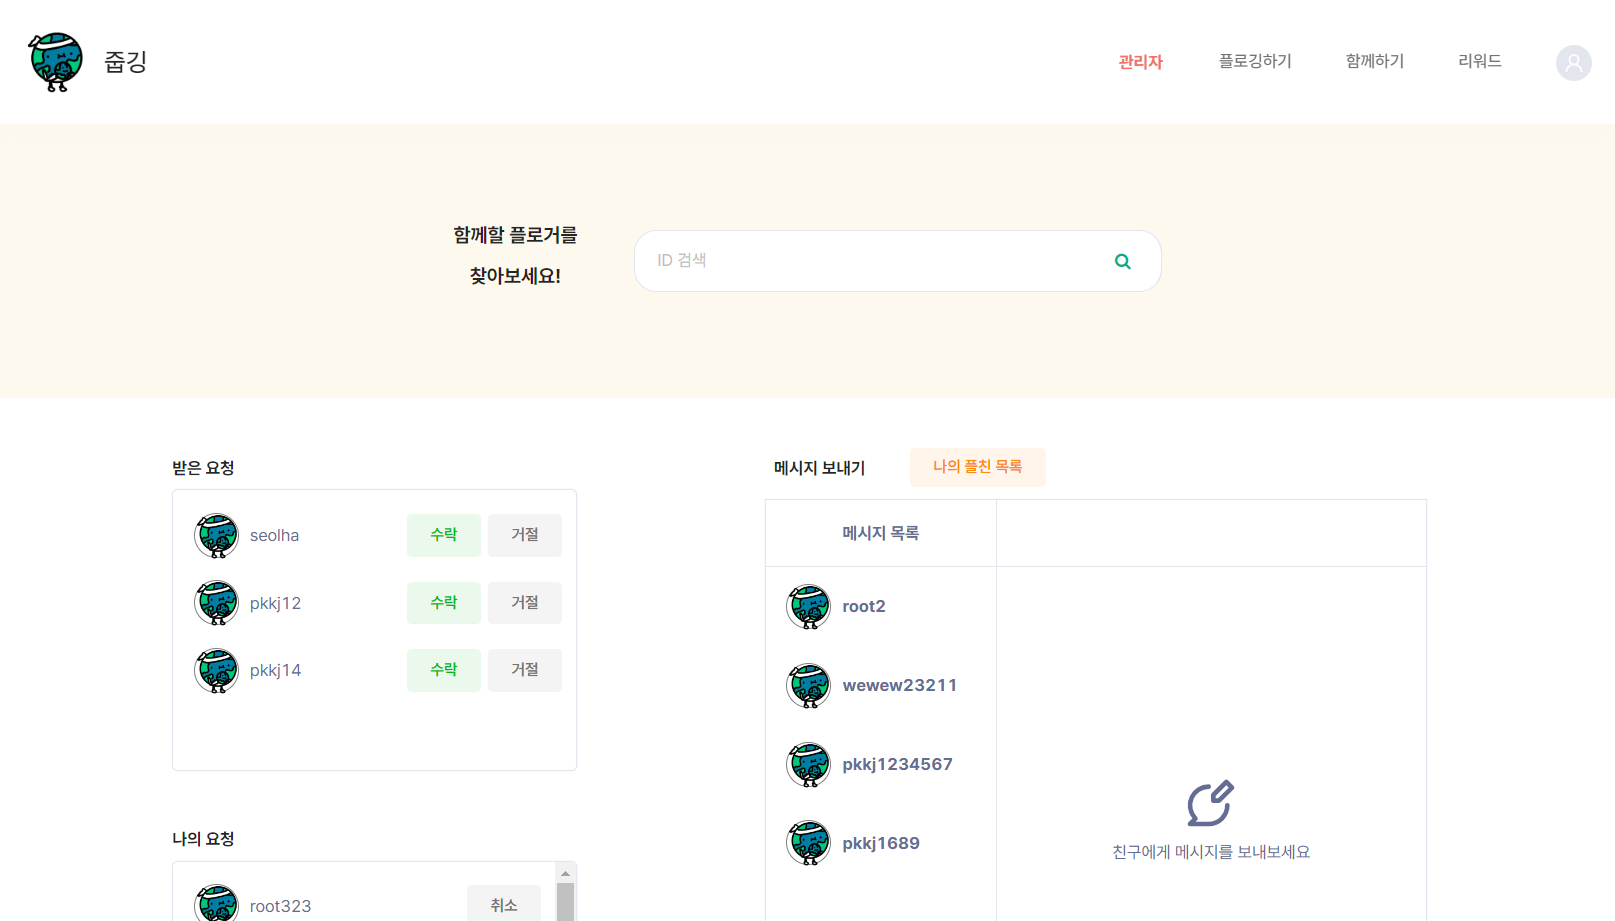 줍깅
관리자
플로깅하기
함께하기
리워드
함께할 플로거를
찾아보세요!
ID 검색
받은 요청
seolha
수락
거절
pkkj12
수락
거절
pkkj14
수락
거절
나의 요청
root323
취소
메시지 보내기
나의 플친 목록
메시지 목록
root2
wewew23211
pkkj1234567
pkkj1689
친구에게 메시지를 보내보세요